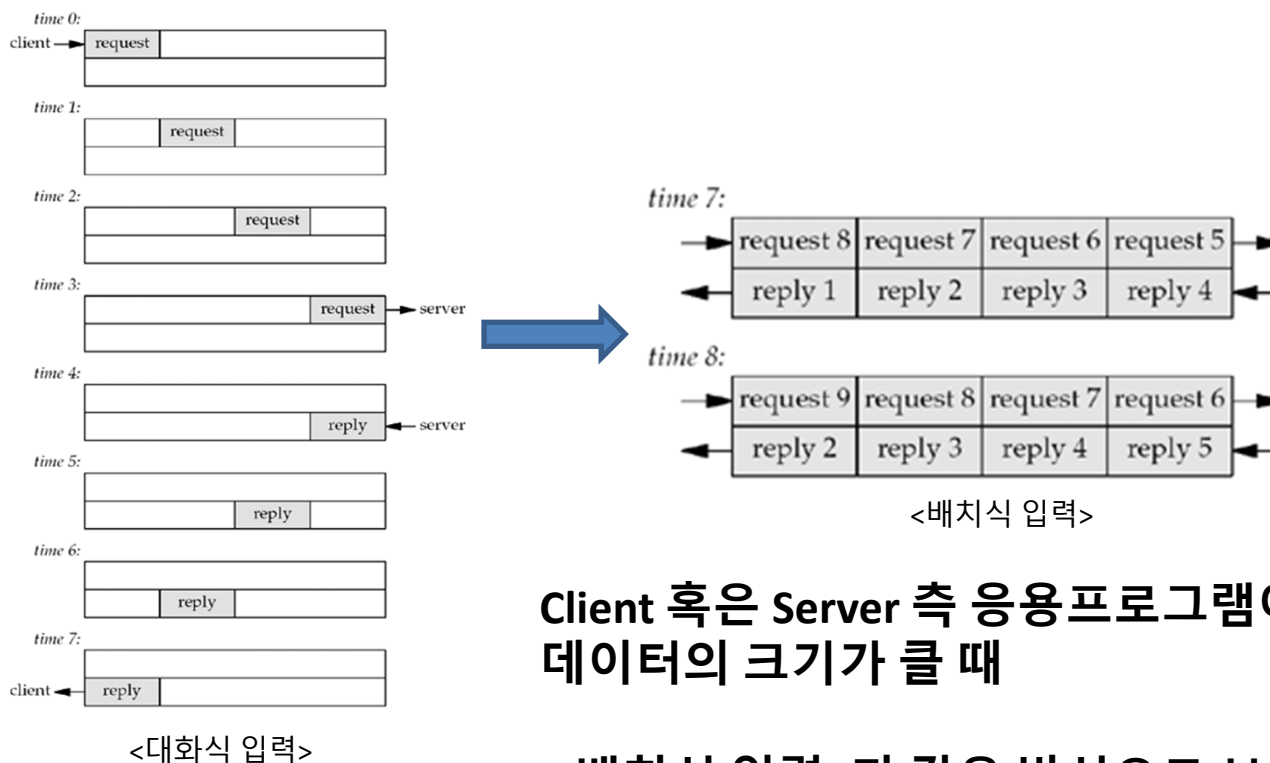 time 0:
client
request
time 1:
request
time 2:
request
time 3:
request
server
time 4:
reply
server
time 5:
reply
time 6:
reply
time 7:
client
reply
<대화식 입력>
time 7:
request 8 request 7 request 6 request 5
reply 1 reply 2 reply 3 reply 4
time 8:
request 9 request 8 request 7 request 6
reply 2 reply 3 reply 4 reply 5
<배치식 입력>
Client 혹은 Server 측 응용프로그램이
데이터의 크기가 클 때